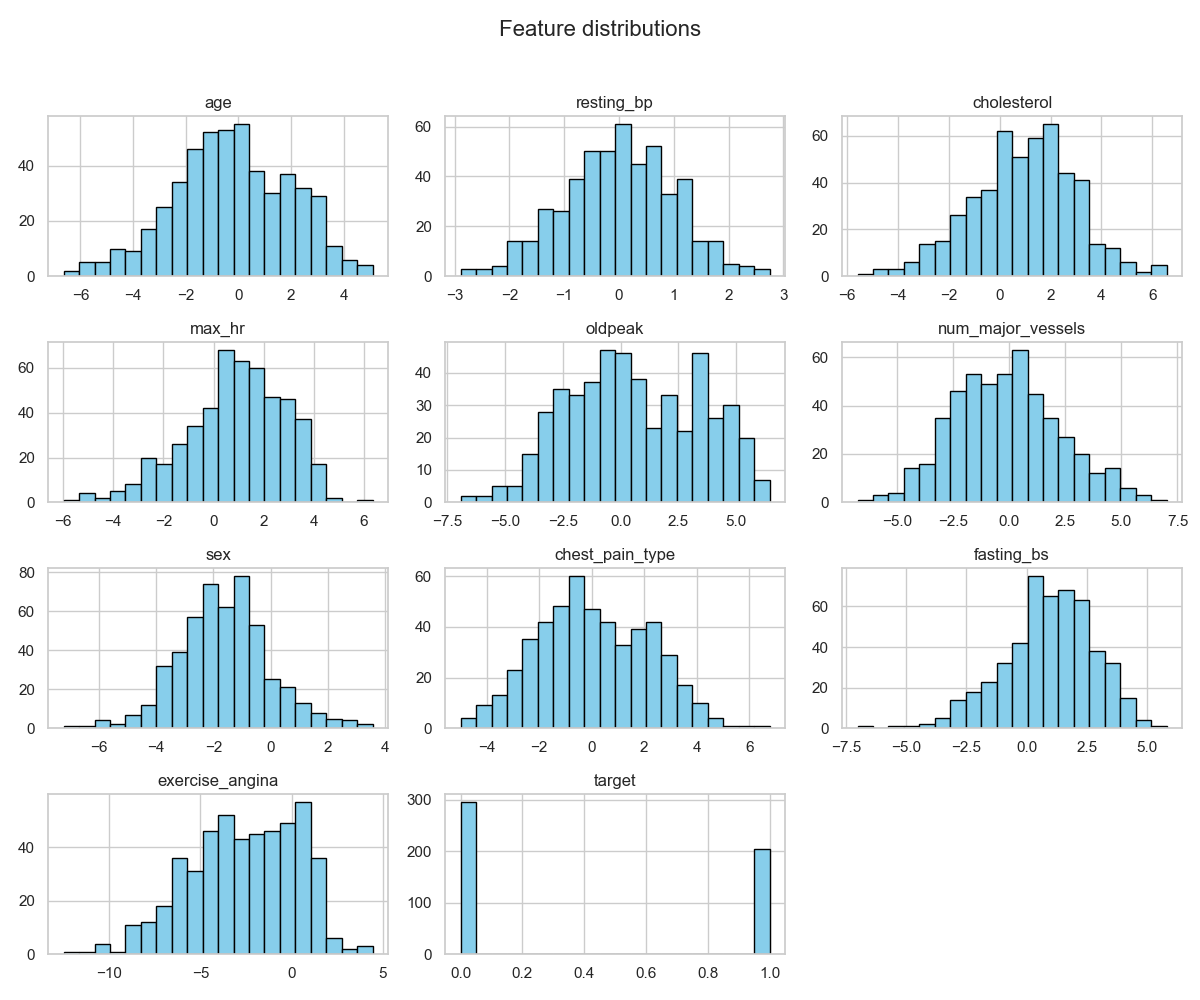 Feature distributions
age
resting_bp
cholesterol
40
20
0
−6 −4 −2 0 2 4
60
40
20
0
−3 −2 −1 0 1 2 3
60
40
20
0
−6 −4 −2 0 2 4 6
max_hr
oldpeak
num_major_vessels
60
40
20
0
−6 −4 −2 0 2 4 6
40
30
20
10
0
−7.5 −5.0 −2.5 0.0 2.5 5.0
60
40
20
0
−5.0 −2.5 0.0 2.5 5.0 7.5
sex
chest_pain_type
fasting_bs
80
60
40
20
0
−6 −4 −2 0 2 4
60
40
20
0
−4 −2 0 2 4 6
60
40
20
0
−7.5 −5.0 −2.5 0.0 2.5 5.0
exercise_angina
target
40
20
0
−10 −5 0 5
300
200
100
0
0.0 0.2 0.4 0.6 0.8 1.0